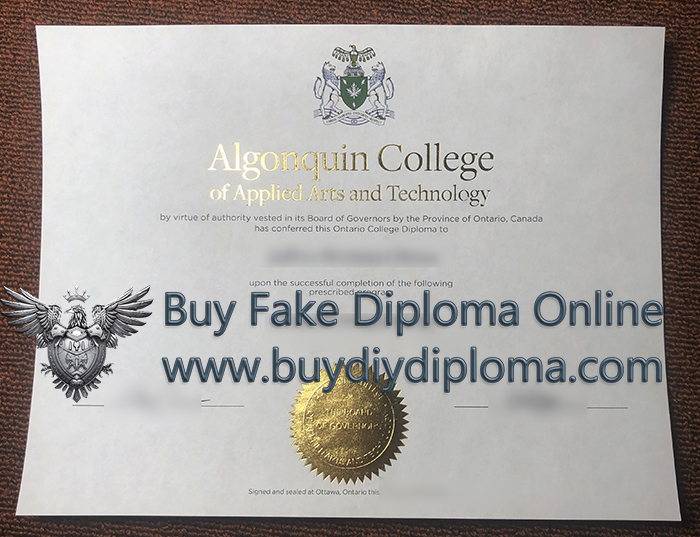 Algonquin College
of Applied Arts and Technology
by virtue of authority vested in its Board of Governors by the Province of Ontario, Canada
has conferred this Ontario College Diploma to
upon the successful completion of the following
prescribed program
Buy Fake Diploma Online
www.buydiydiploma.com
THE BOARD
OF GOVERNORS
Signed and sealed at Ottawa, Ontario this